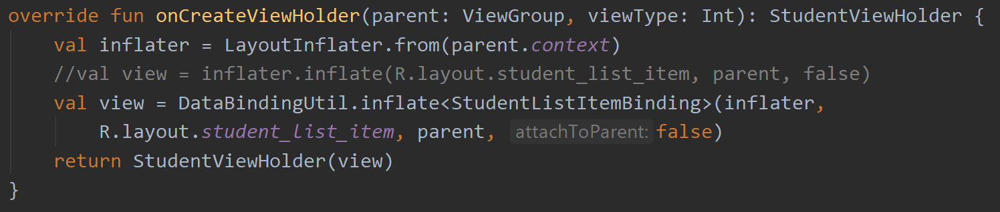 override fun onCreateViewHolder(parent: ViewGroup, viewType: Int): StudentViewHolder {
    val inflater = LayoutInflater.from(parent.context)
    //val view = inflater.inflate(R.layout.student_list_item, parent, false)
    val view = DataBindingUtil.inflate<StudentListItemBinding>(inflater,
        R.layout.student_list_item, parent, attachToParent: false)
    return StudentViewHolder(view)
}